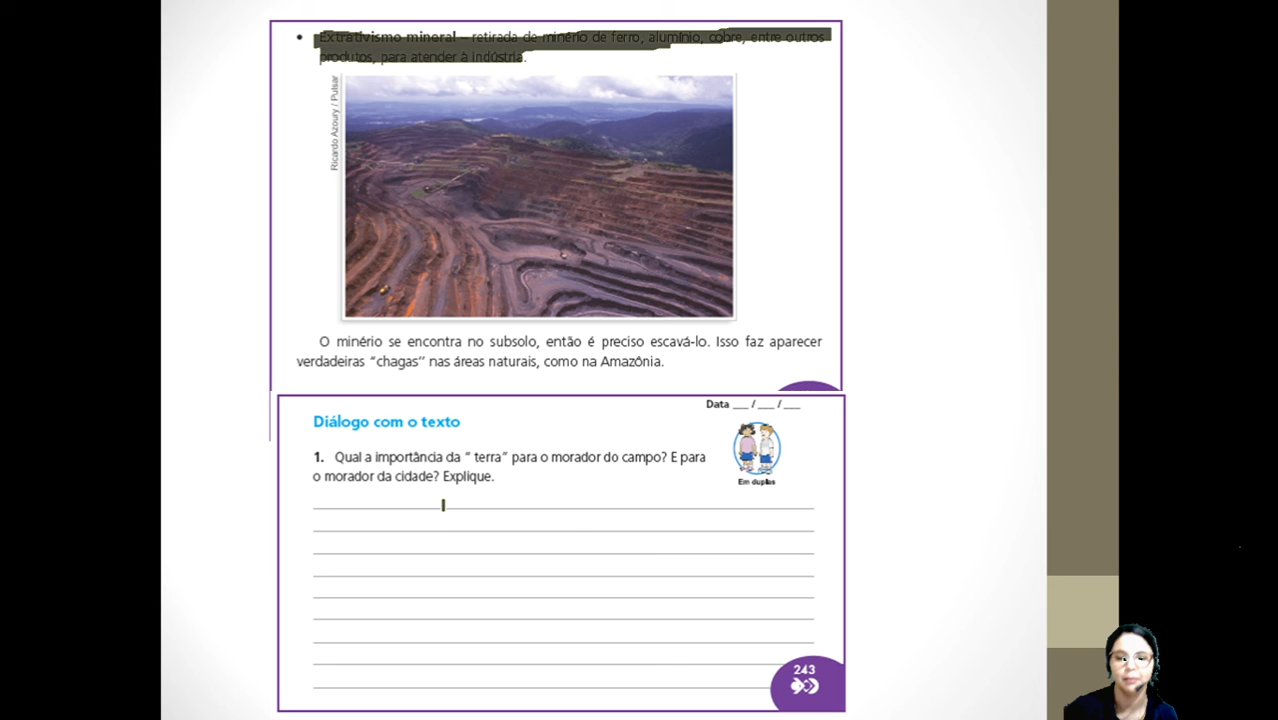 • Extrativismo mineral – retirada de minério de ferro, alumínio, cobre, entre outros
produtos, para atender à indústria.
Ricardo Azoury / Pulsar
O minério se encontra no subsolo, então é preciso escavá-lo. Isso faz aparecer
verdadeiras “chagas” nas áreas naturais, como na Amazônia.
Data ___ / ___ / ___
Diálogo com o texto
1. Qual a importância da “ terra” para o morador do campo? E para
o morador da cidade? Explique.
Em duplas
243